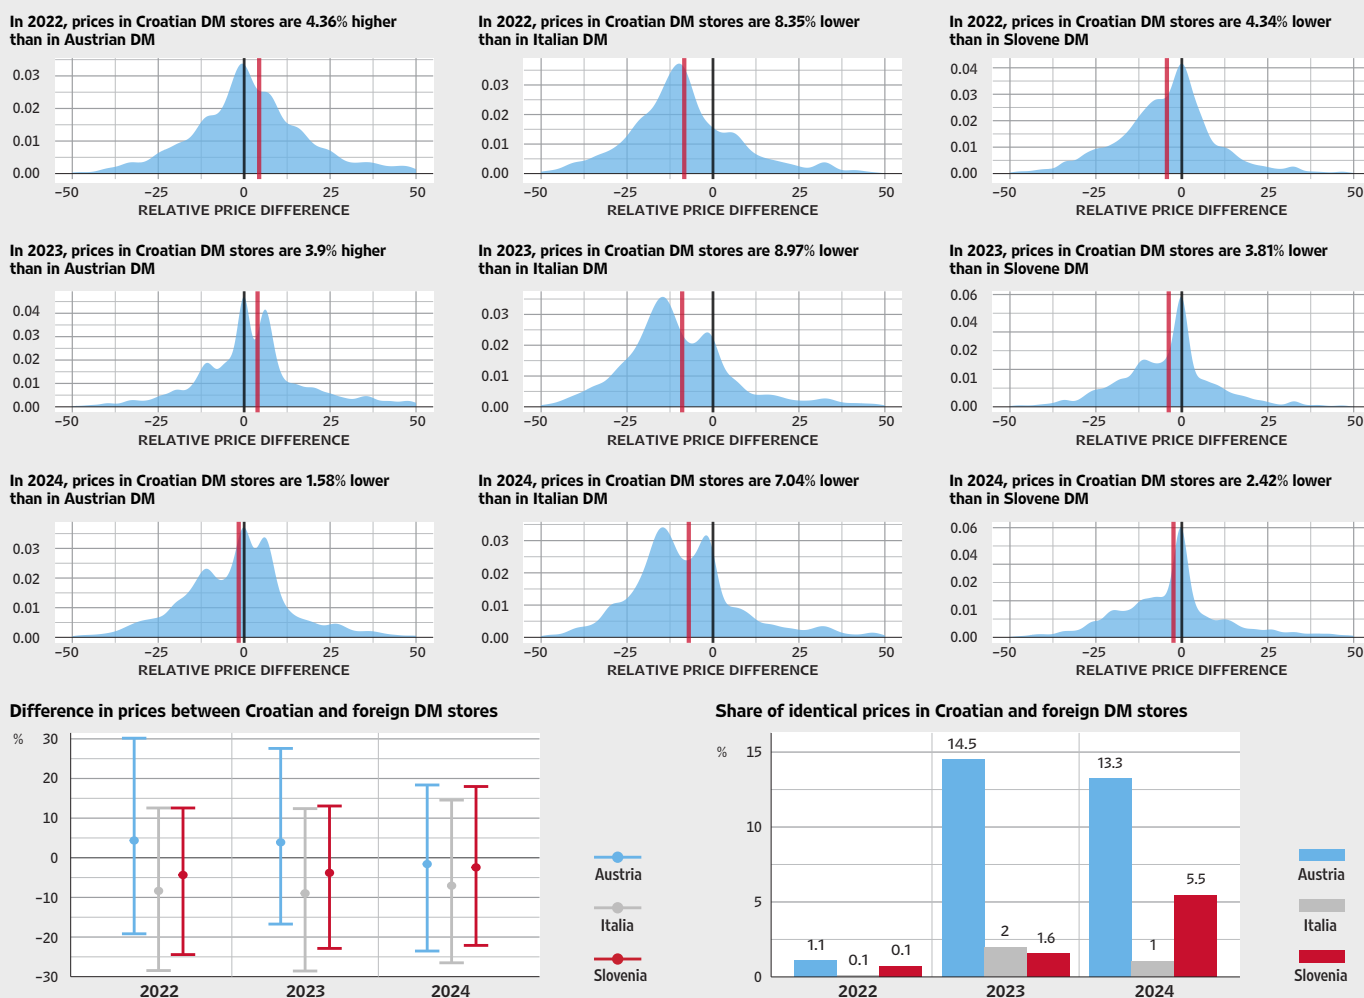 In 2022, prices in Croatian DM stores are 4.36% higher
than in Austrian DM
0.03
0.02
0.01
0.00
−50 −25 0 25 50
RELATIVE PRICE DIFFERENCE
In 2022, prices in Croatian DM stores are 8.35% lower
than in Italian DM
0.03
0.02
0.01
0.00
−50 −25 0 25 50
RELATIVE PRICE DIFFERENCE
In 2022, prices in Croatian DM stores are 4.34% lower
than in Slovene DM
0.04
0.03
0.02
0.01
0.00
−50 −25 0 25 50
RELATIVE PRICE DIFFERENCE
In 2023, prices in Croatian DM stores are 3.9% higher
than in Austrian DM
0.04
0.03
0.02
0.01
0.00
−50 −25 0 25 50
RELATIVE PRICE DIFFERENCE
In 2023, prices in Croatian DM stores are 8.97% lower
than in Italian DM
0.03
0.02
0.01
0.00
−50 −25 0 25 50
RELATIVE PRICE DIFFERENCE
In 2023, prices in Croatian DM stores are 3.81% lower
than in Slovene DM
0.06
0.04
0.02
0.01
0.00
−50 −25 0 25 50
RELATIVE PRICE DIFFERENCE
In 2024, prices in Croatian DM stores are 1.58% lower
than in Austrian DM
0.03
0.02
0.01
0.00
−50 −25 0 25 50
RELATIVE PRICE DIFFERENCE
In 2024, prices in Croatian DM stores are 7.04% lower
than in Italian DM
0.03
0.02
0.01
0.00
−50 −25 0 25 50
RELATIVE PRICE DIFFERENCE
In 2024, prices in Croatian DM stores are 2.42% lower
than in Slovene DM
0.06
0.04
0.02
0.01
0.00
−50 −25 0 25 50
RELATIVE PRICE DIFFERENCE
Difference in prices between Croatian and foreign DM stores
% 30
20
10
0
−10
−20
−30
2022 2023 2024
Austria
Italia
Slovenia
Share of identical prices in Croatian and foreign DM stores
% 15
10
5
0
1.1 0.1 0.1
14.5 2 1.6
13.3 1 5.5
2022 2023 2024
Austria
Italia
Slovenia